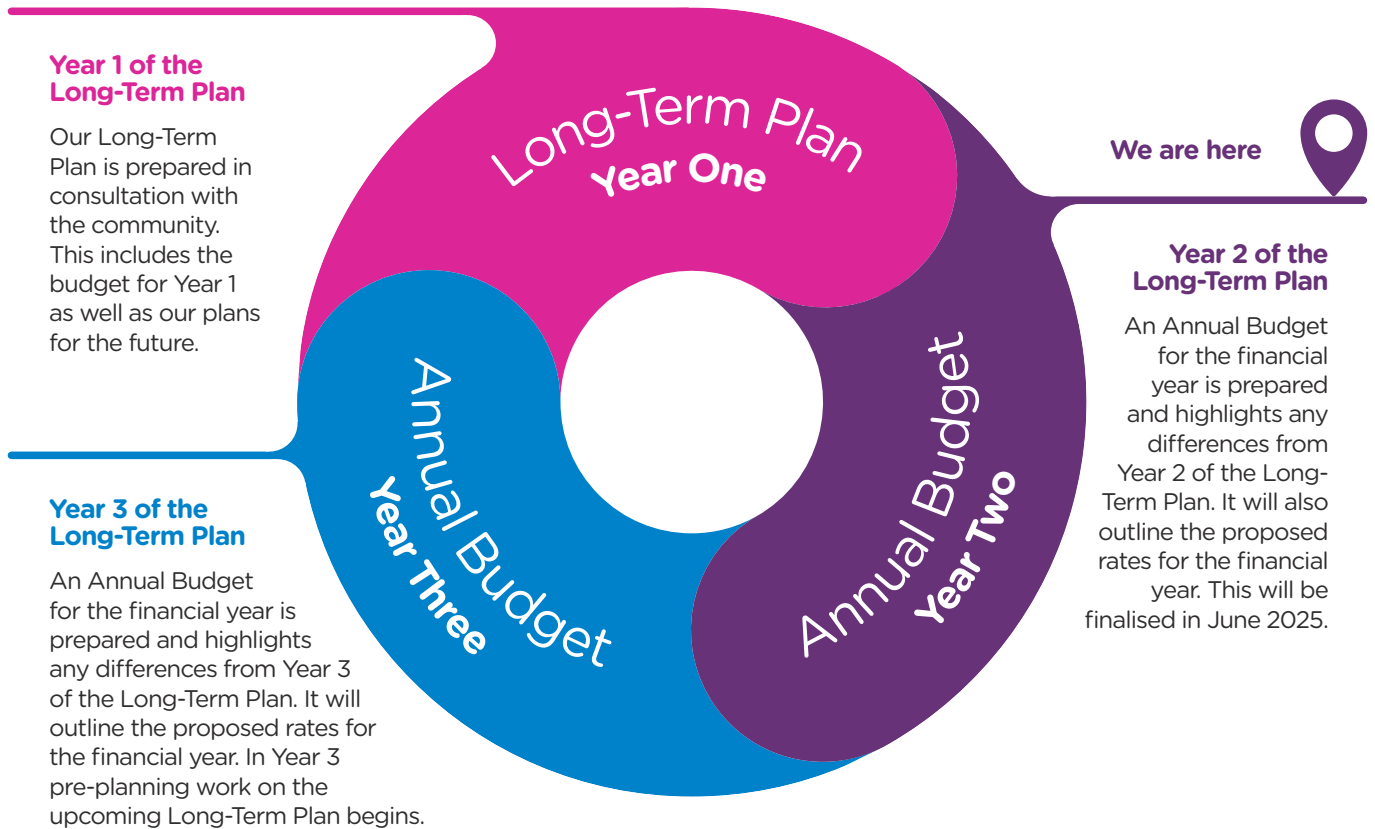 Year 1 of the
Long-Term Plan
Our Long-Term
Plan is prepared in
consultation with
the community.
This includes the
budget for Year 1
as well as our plans
for the future.
Long-Term Plan
Year One
We are here
Year 2 of the
Long-Term Plan
An Annual Budget
for the financial
year is prepared
and highlights any
differences from
Year 2 of the Long-
Term Plan. It will also
outline the proposed
rates for the financial
year. This will be
finalised in June 2025.
Annual Budget
Year Two
Annual Budget
Year Three
Year 3 of the
Long-Term Plan
An Annual Budget
for the financial year is
prepared and highlights
any differences from Year 3
of the Long-Term Plan. It will
outline the proposed rates for
the financial year. In Year 3
pre-planning work on the
upcoming Long-Term Plan begins.